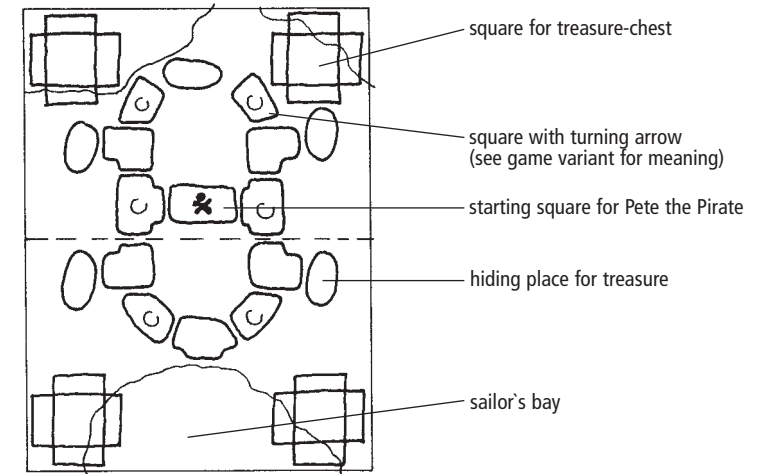 square for treasure-chest
square with turning arrow
(see game variant for meaning)
starting square for Pete the Pirate
hiding place for treasure
sailor`s bay